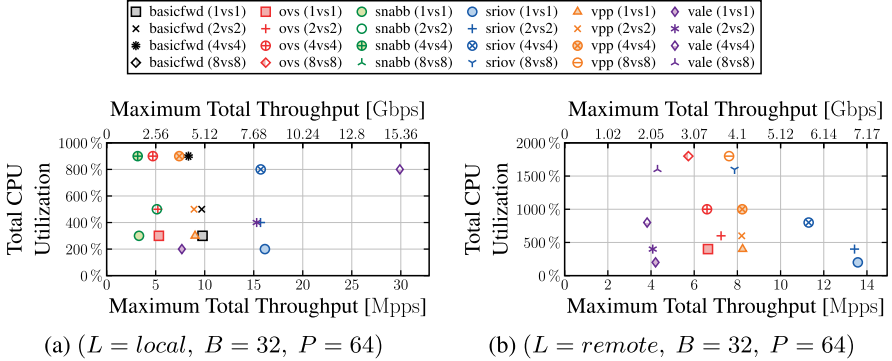 basicfwd (1vs1) ovs (1vs1) snabb (1vs1) sriov (1vs1) vpp (1vs1) vale (1vs1)
basicfwd (2vs2) ovs (2vs2) snabb (2vs2) sriov (2vs2) vpp (2vs2) vale (2vs2)
basicfwd (4vs4) ovs (4vs4) snabb (4vs4) sriov (4vs4) vpp (4vs4) vale (4vs4)
basicfwd (8vs8) ovs (8vs8) snabb (8vs8) sriov (8vs8) vpp (8vs8) vale (8vs8)
Maximum Total Throughput [Gbps]
0 2.56 5.12 7.68 10.24 12.8 15.36
Total CPU
Utilization
1000 %
800 %
600 %
400 %
200 %
0 %
0 5 10 15 20 25 30
Maximum Total Throughput [Mpps]
(a) (L = local, B = 32, P = 64)
Maximum Total Throughput [Gbps]
0 1.02 2.05 3.07 4.1 5.12 6.14 7.17
Total CPU
Utilization
2000 %
1500 %
1000 %
500 %
0 %
0 2 4 6 8 10 12 14
Maximum Total Throughput [Mpps]
(b) (L = remote, B = 32, P = 64)